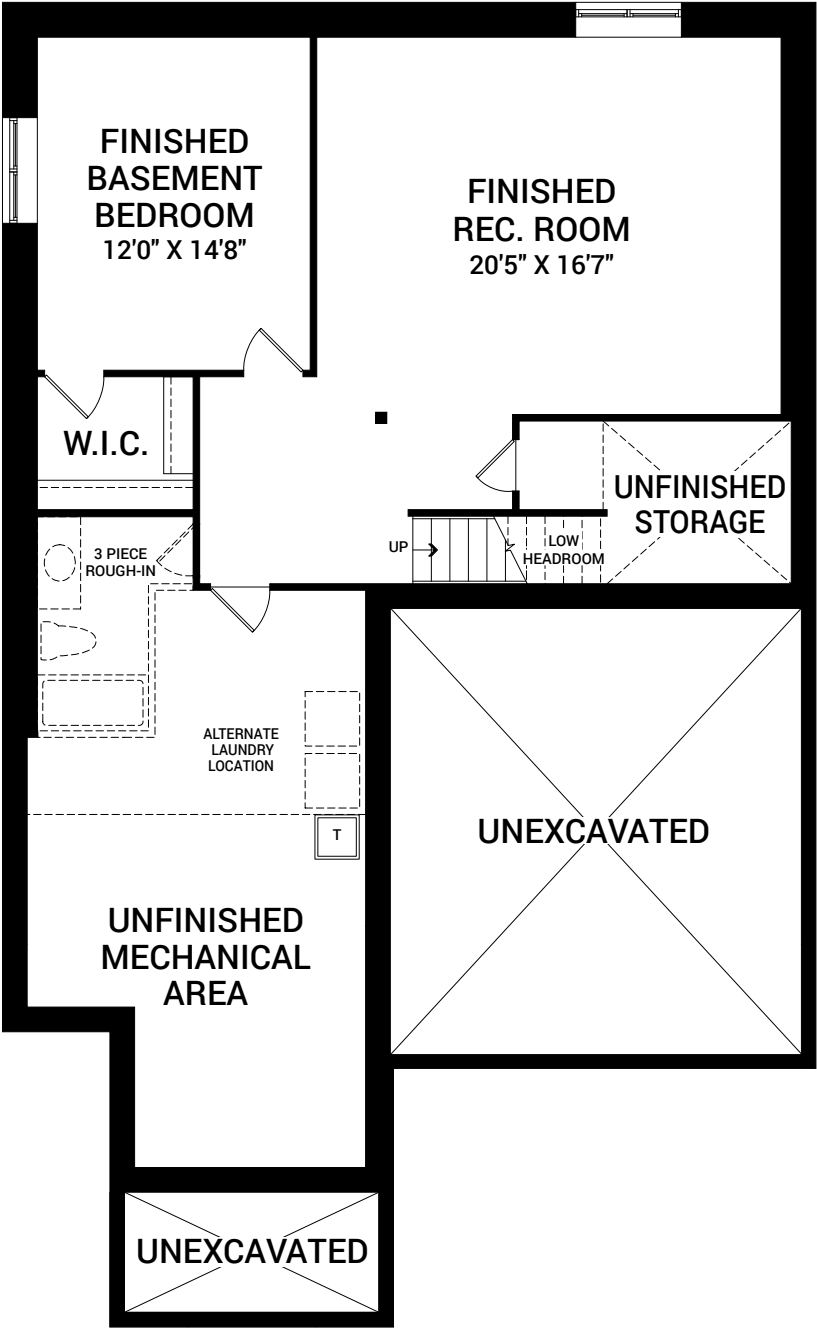 FINISHED
BASEMENT
BEDROOM
12'0" X 14'8"
FINISHED
REC. ROOM
20'5" X 16'7"
W.I.C.
UNFINISHED
STORAGE
UP
LOW
HEADROOM
3 PIECE
ROUGH-IN
ALTERNATE
LAUNDRY
LOCATION
T
UNEXCAVATED
UNFINISHED
MECHANICAL
AREA
UNEXCAVATED